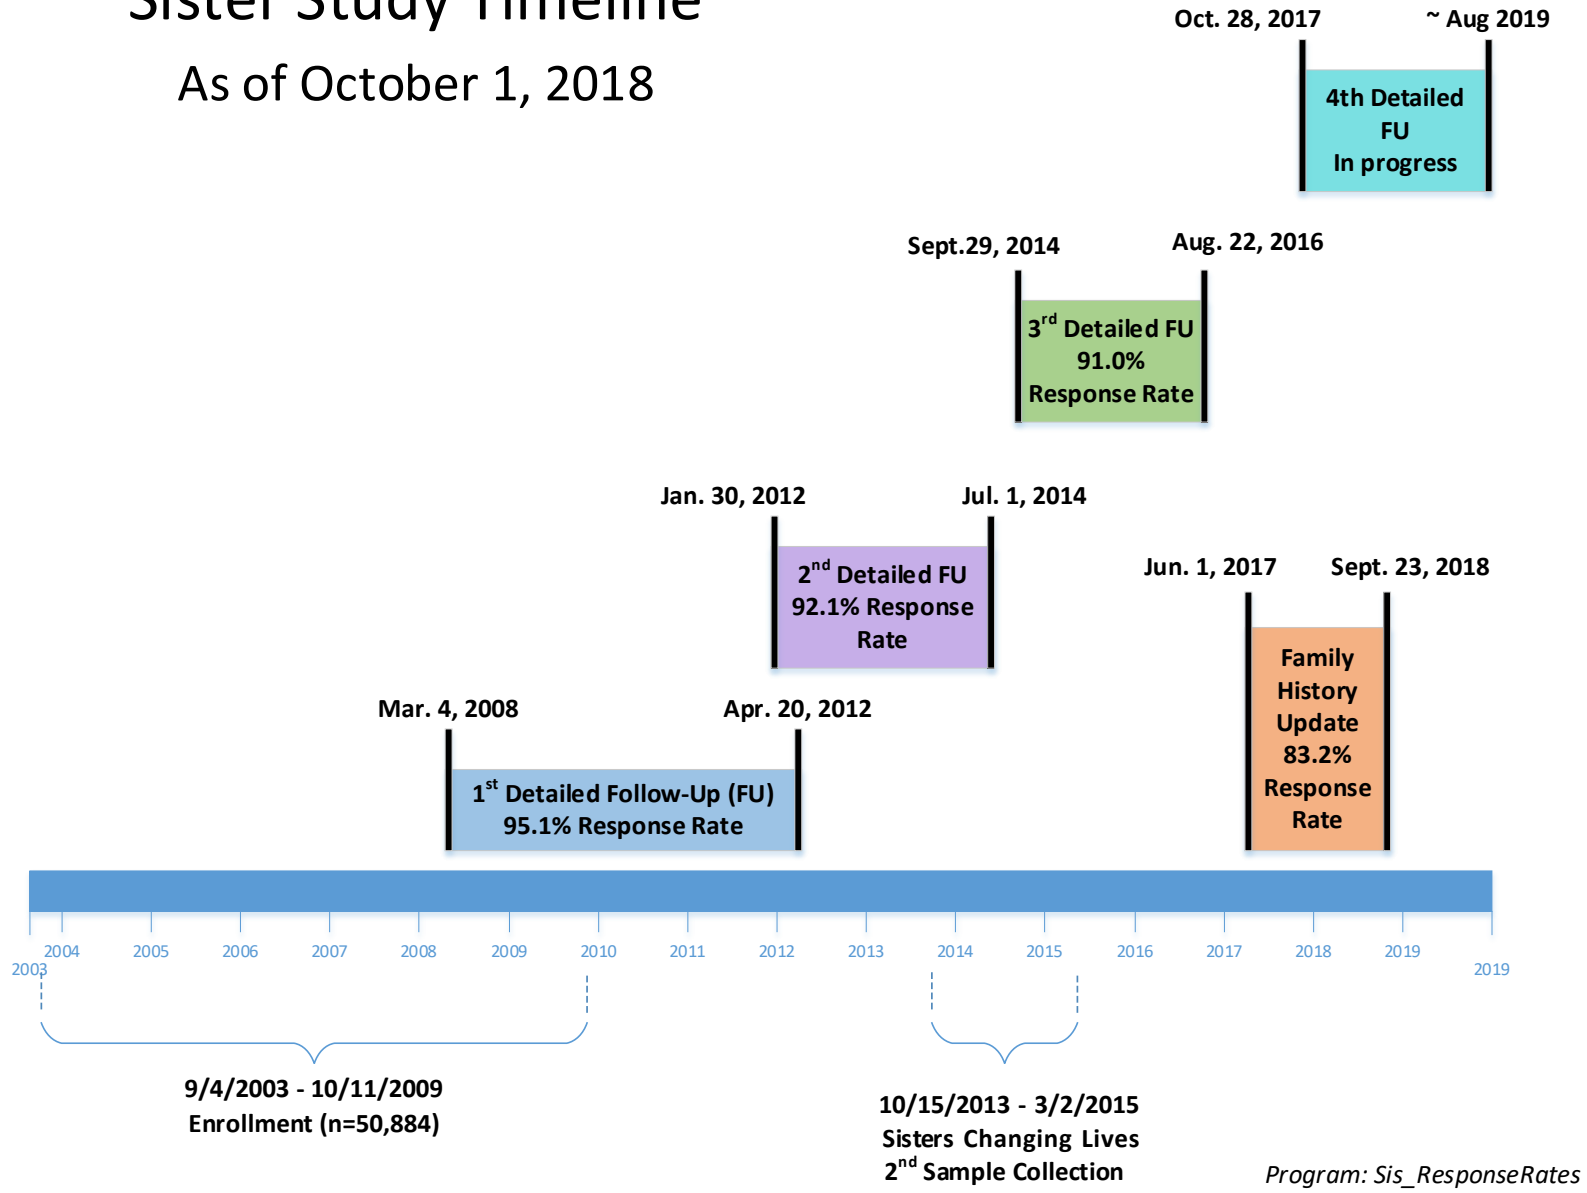 Sister Study Timeline
As of October 1, 2018
Oct. 28, 2017
~ Aug 2019
4th Detailed
FU
In progress
Sept.29, 2014
Aug. 22, 2016
3rd Detailed FU
91.0%
Response Rate
Jan. 30, 2012
Jul. 1, 2014
2nd Detailed FU
92.1% Response
Rate
Jun. 1, 2017
Sept. 23, 2018
Family
History
Update
83.2%
Response
Rate
Mar. 4, 2008
Apr. 20, 2012
1st Detailed Follow-Up (FU)
95.1% Response Rate
2004
2005
2006
2007
2008
2009
2010
2011
2012
2013
2014
2015
2016
2017
2018
2019
2003
2019
9/4/2003 - 10/11/2009
Enrollment (n=50,884)
10/15/2013 - 3/2/2015
Sisters Changing Lives
2nd Sample Collection
Program: Sis_ResponseRates